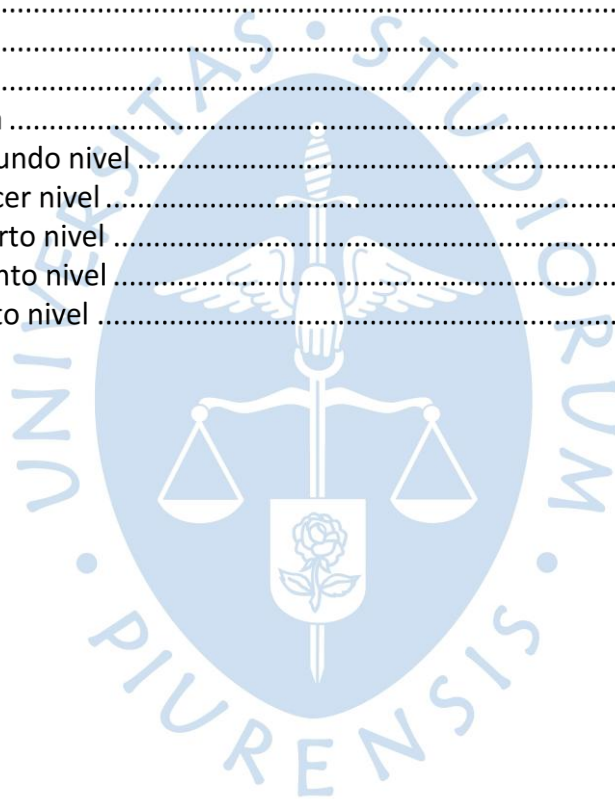 undo nivel ................................................................
cer nivel ................................................................
rto nivel ................................................................
nto nivel ................................................................
to nivel ................................................................
UNIVERSITAS • STUDIORUM • PIURENSIS •